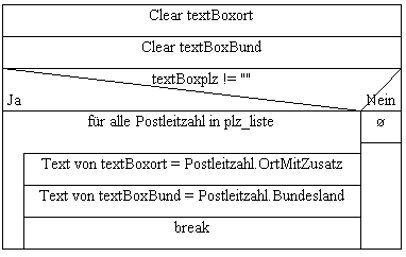 Clear textBoxort
Clear textBoxBund
textBoxplz != ""
Ja
Nein
für alle Postleitzahl in plz_liste
ø
Text von textBoxort = Postleitzahl.OrtMitZusatz
Text von textBoxBund = Postleitzahl.Bundesland
break